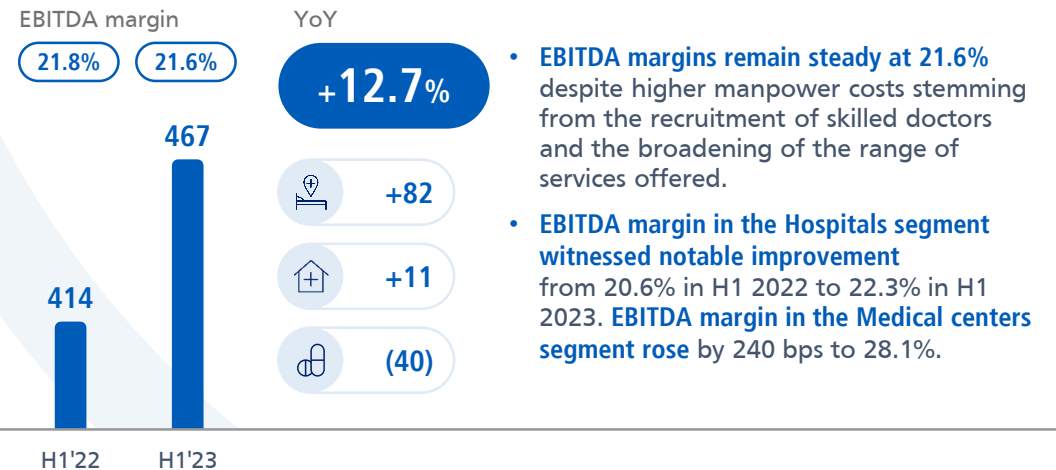 EBITDA margin
21.8%
21.6%
414
467
H1'22
H1'23
YoY
+12.7%
+82
+11
(40)
• EBITDA margins remain steady at 21.6%
despite higher manpower costs stemming
from the recruitment of skilled doctors
and the broadening of the range of
services offered.
• EBITDA margin in the Hospitals segment
witnessed notable improvement
from 20.6% in H1 2022 to 22.3% in H1
2023. EBITDA margin in the Medical centers
segment rose by 240 bps to 28.1%.